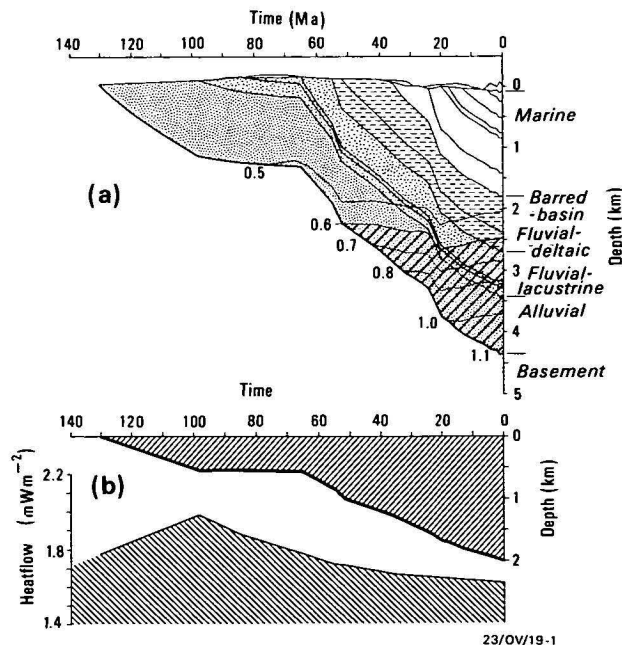 Time (Ma)
140 120 100 80 60 40 20 0
(a)
0
1
2
3
4
5
Depth (km)
Marine
Barred
-basin
Fluvial-
deltaic
Fluvial-
lacustrine
Alluvial
Basement
0.5
0.6
0.7
0.8
1.0
1.1
Time
140 120 100 80 60 40 20 0
(b)
Heatflow (mWm⁻²)
2.2
1.8
1.4
0
1
2
Depth (km)
23/OV/19-1